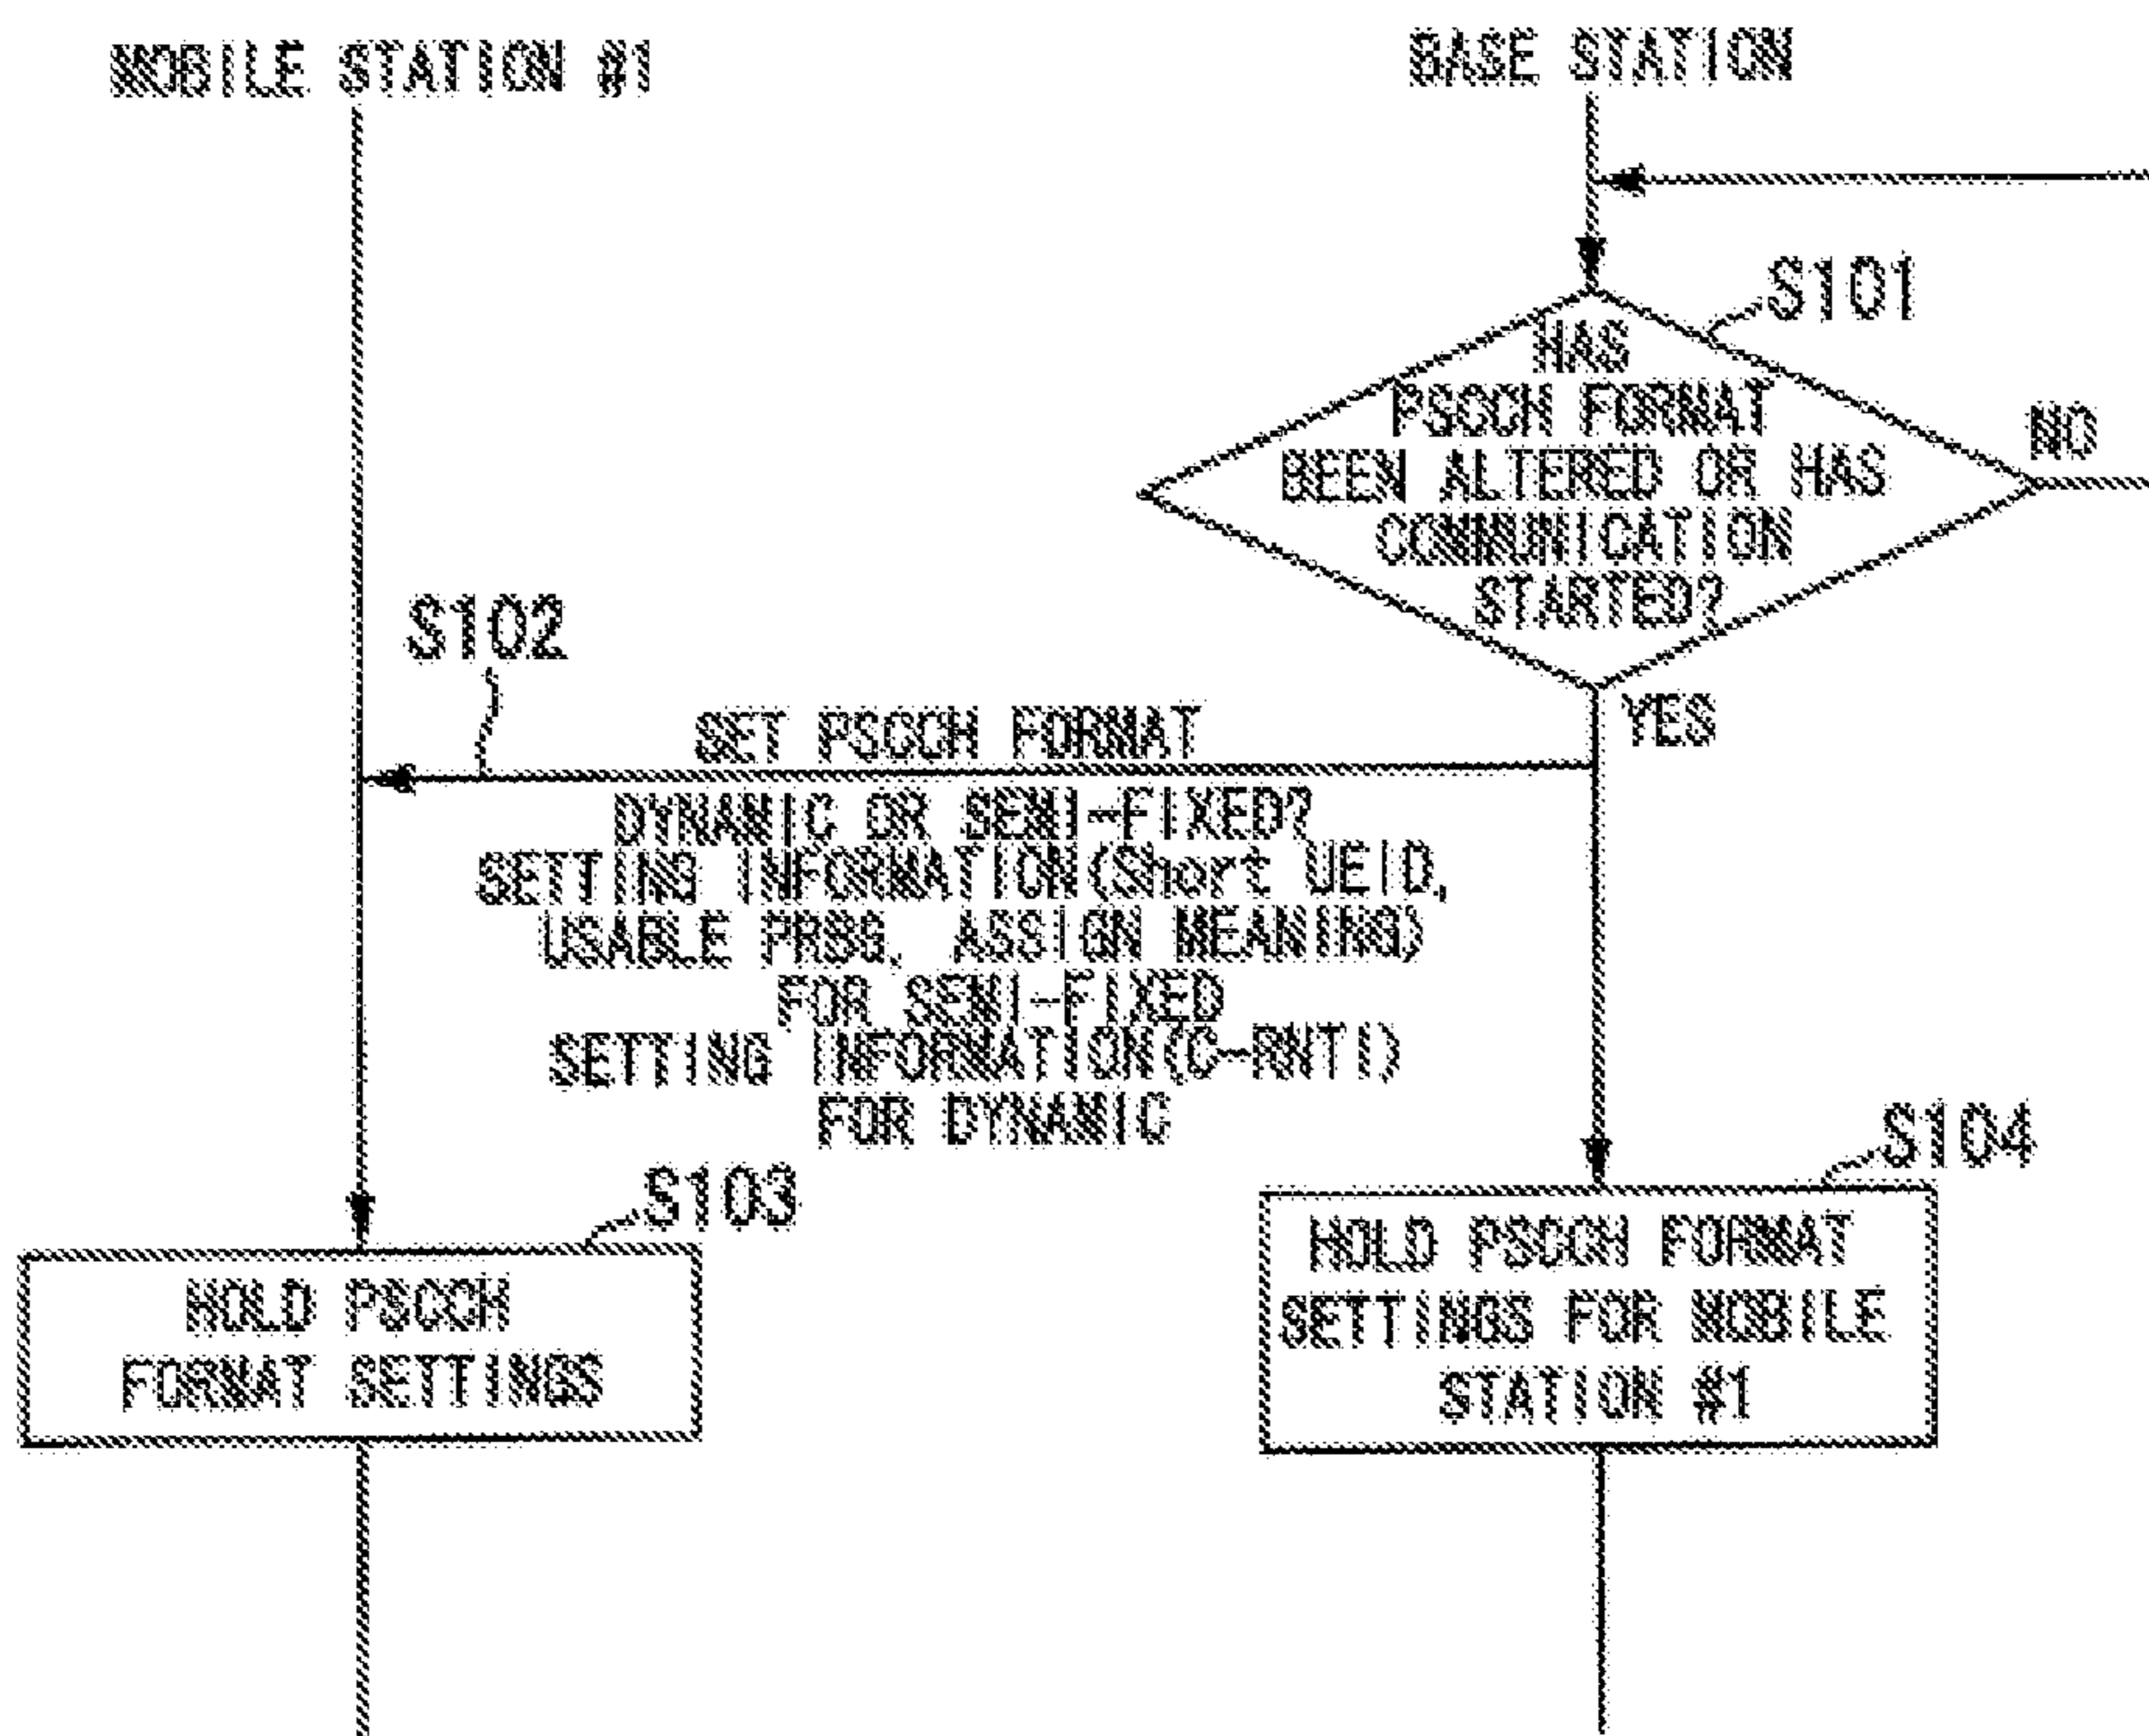 MOBILE STATION #1
BASE STATION
S101
HAS
PSCCH FORMAT
BEEN ALTERED OR HAS
COMMUNICATION
STARTED?
NO
YES
S102
SET PSCCH FORMAT
DYNAMIC OR SEMI-FIXED?
SETTING INFORMATION(Short UEID,
USABLE PRBG, ASSIGN MEANING)
FOR SEMI-FIXED
SETTING INFORMATION(C-RNTI)
FOR DYNAMIC
S103
HOLD PSCCH
FORMAT SETTINGS
S104
HOLD PSCCH FORMAT
SETTINGS FOR MOBILE
STATION #1